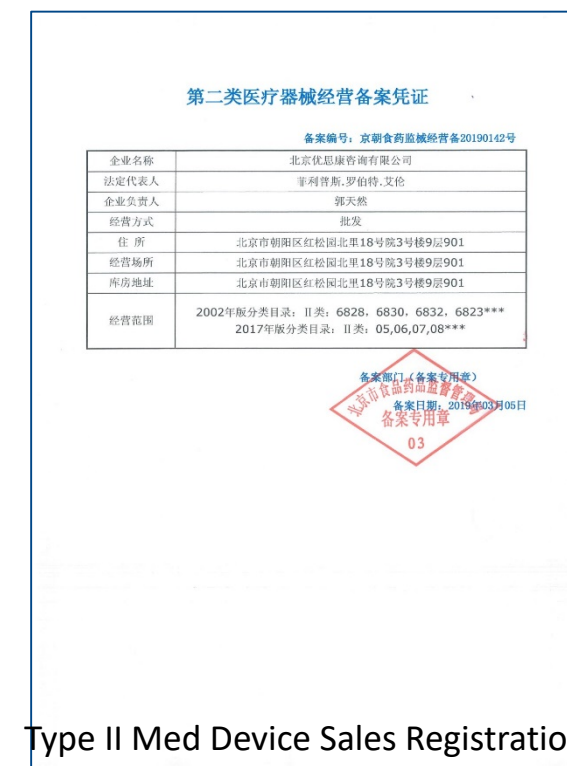 第二类医疗器械经营备案凭证
备案编号：京朝食药监械经营备20190142号
企业名称 北京优思康咨询有限公司
法定代表人 菲利普斯.罗伯特.艾伦
企业负责人 郭天然
经营方式 批发
住 所 北京市朝阳区红松园北里18号院3号楼9层901
经营场所 北京市朝阳区红松园北里18号院3号楼9层901
库房地址 北京市朝阳区红松园北里18号院3号楼9层901
经营范围 2002年版分类目录：II类：6828，6830，6832，6823***
2017年版分类目录：II类：05,06,07,08***
备案部门（备案专用章）
北京市食品药品监督管理局
备案日期：2019年03月05日
备案专用章
03
Type II Med Device Sales Registratio